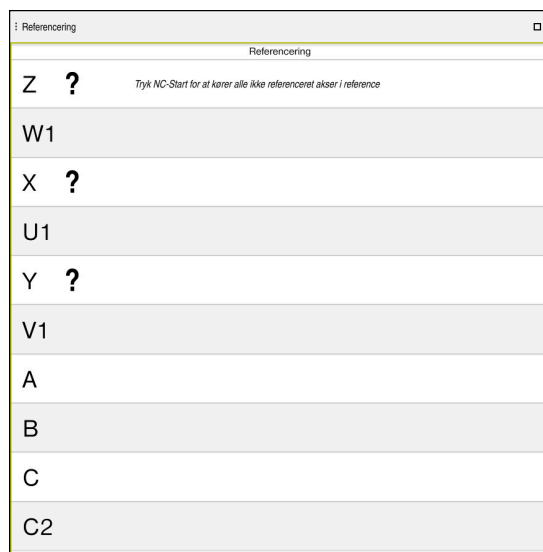 Referencering
Referencering
Z ? Tryk NC-Start for at kører alle ikke referenceret akser i reference
W1
X ?
U1
Y ?
V1
A
B
C
C2